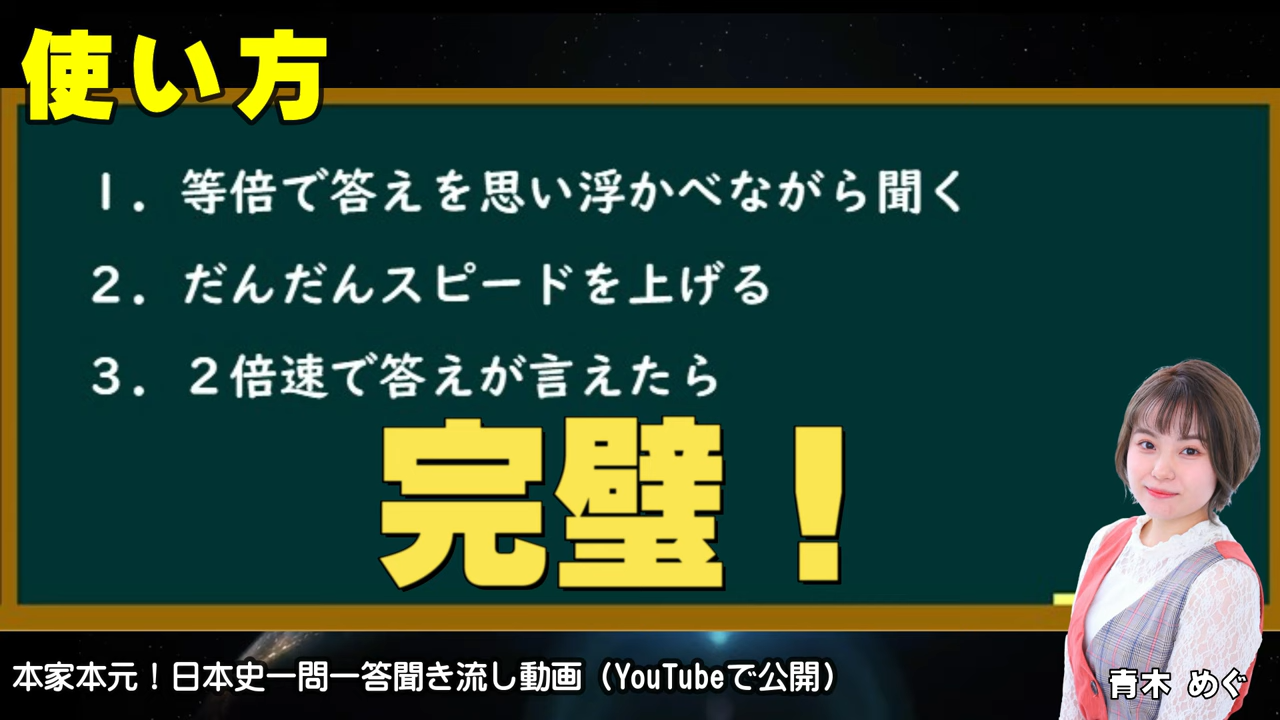 使い方
１．等倍で答えを思い浮かべながら聞く
２．だんだんスピードを上げる
３．２倍速で答えが言えたら
完璧！
本家本元！日本史一問一答聞き流し動画（YouTubeで公開）
青木 めぐ